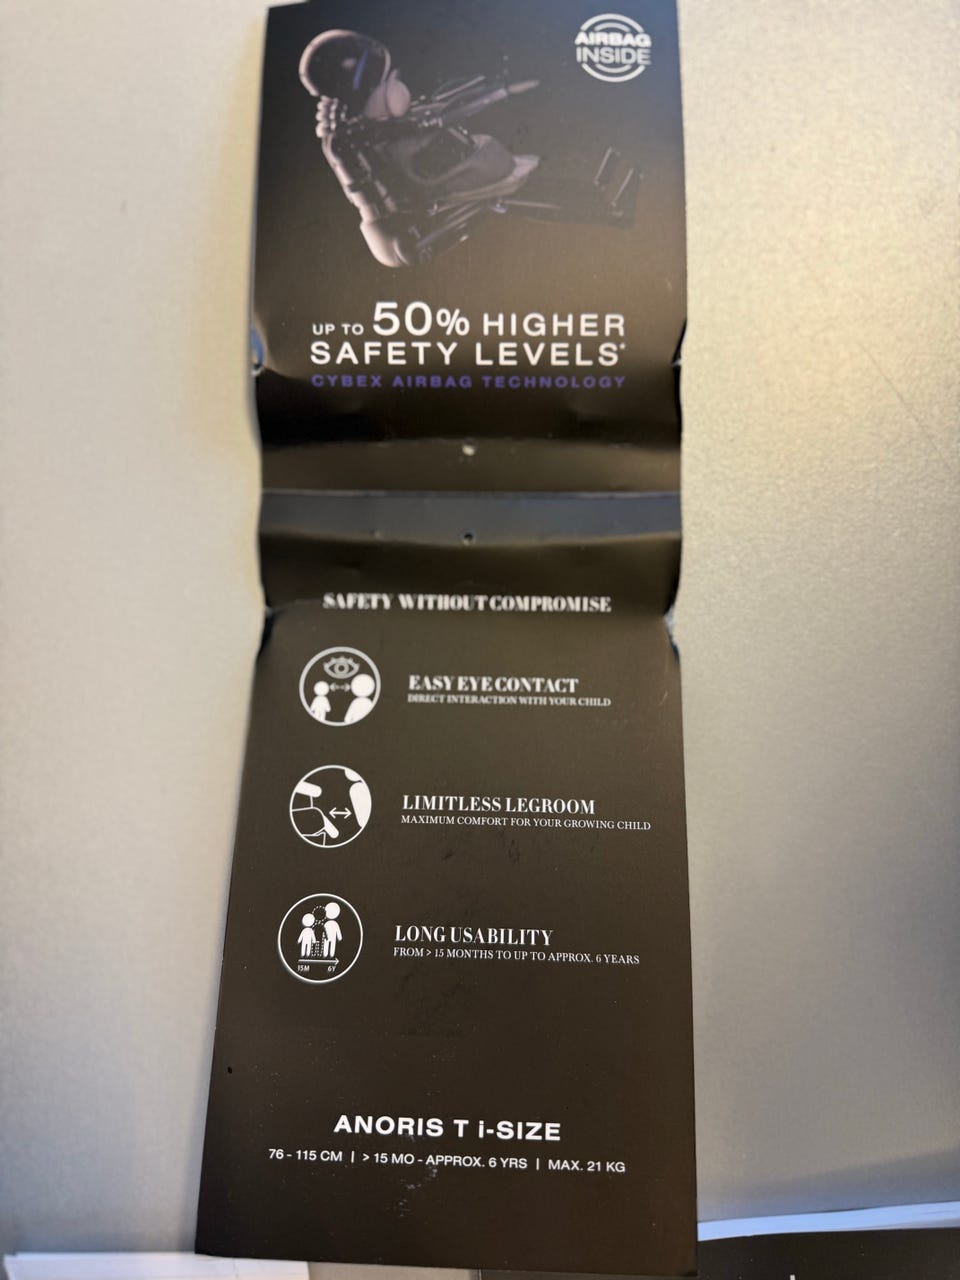 AIRBAG
INSIDE
UP TO 50% HIGHER
SAFETY LEVELS*
CYBEX AIRBAG TECHNOLOGY
SAFETY WITHOUT COMPROMISE
EASY EYE CONTACT
DIRECT INTERACTION WITH YOUR CHILD
LIMITLESS LEGROOM
MAXIMUM COMFORT FOR YOUR GROWING CHILD
LONG USABILITY
FROM > 15 MONTHS TO UP TO APPROX. 6 YEARS
15M 6Y
ANORIS T i-SIZE
76 - 115 CM | > 15 MO - APPROX. 6 YRS | MAX. 21 KG